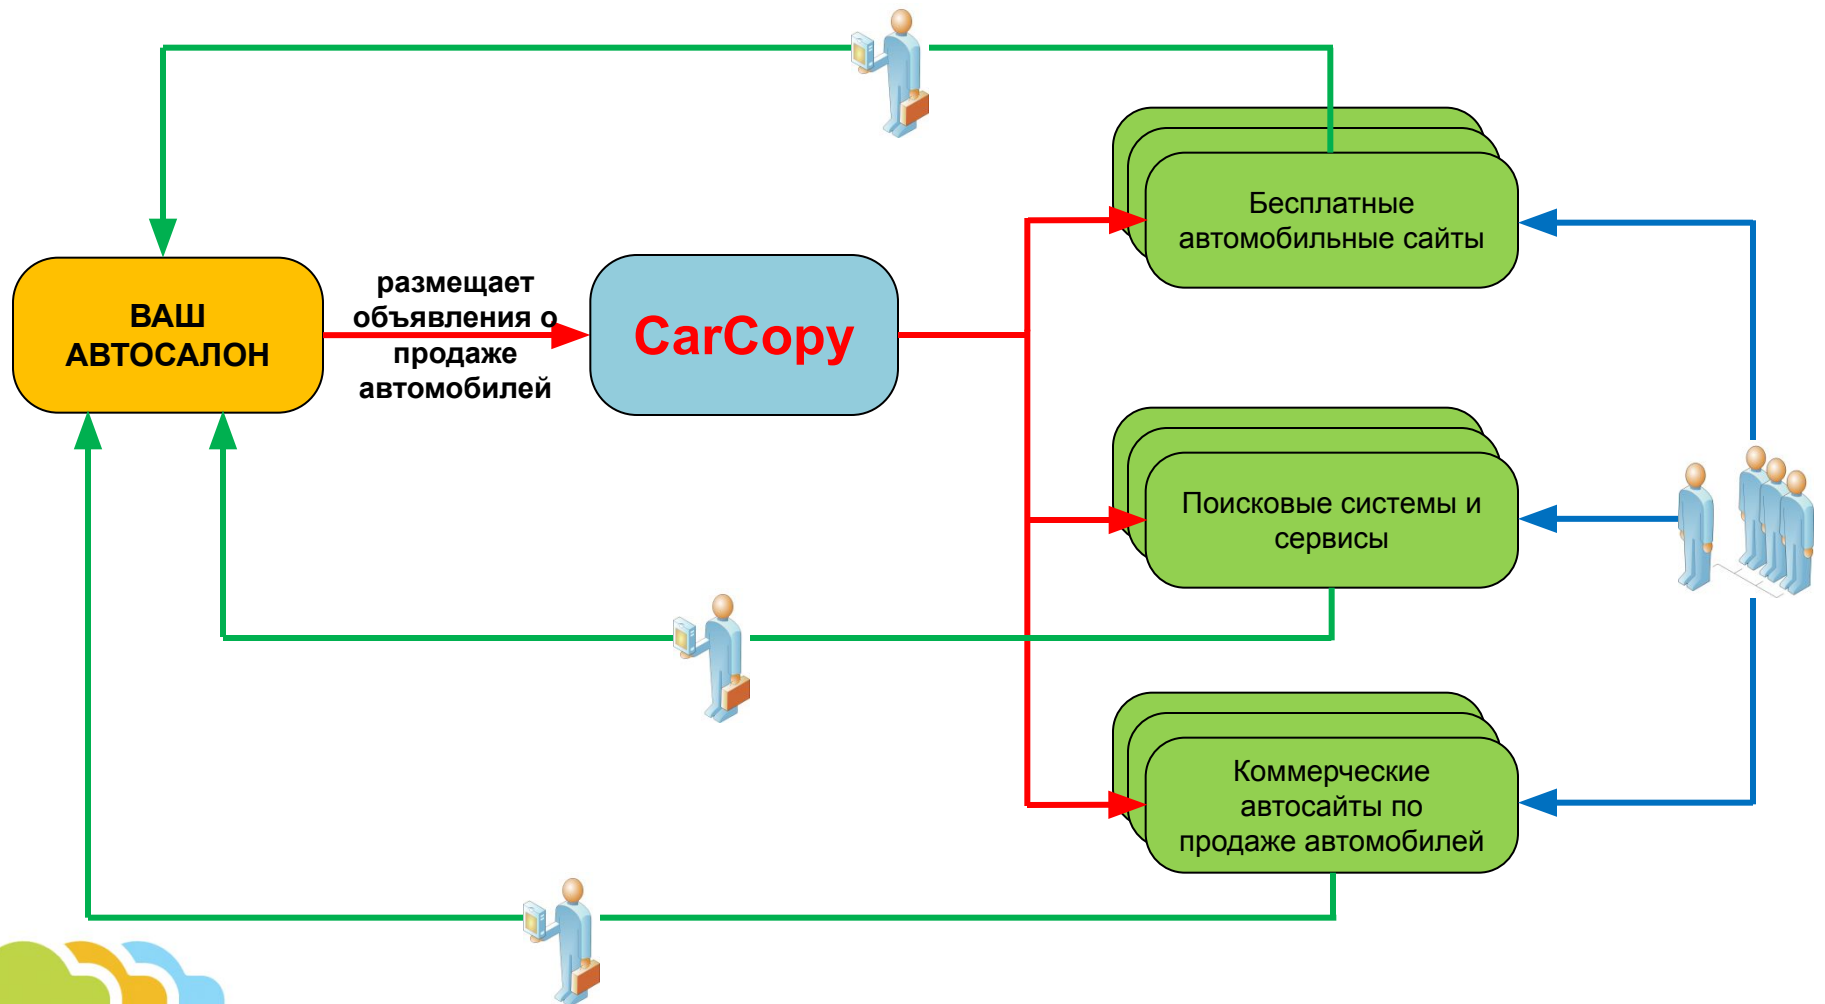 Бесплатные
автомобильные сайты
ВАШ
АВТОСАЛОН
размещает
объявления о
продаже
автомобилей
CarCopy
Поисковые системы и
сервисы
Коммерческие
автосайты по
продаже автомобилей